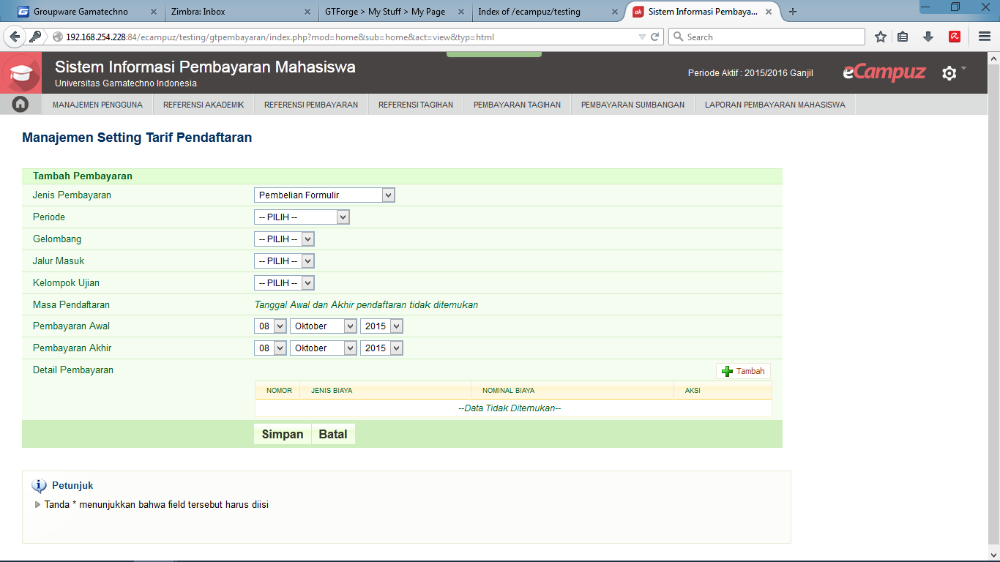 Groupware Gamatechno
Zimbra: Inbox
GTForge > My Stuff > My Page
Index of /ecampuz/testing
Sistem Informasi Pembaya...
192.168.254.228:84/ecampuz/testing/gtpembayaran/index.php?mod=home&sub=home&act=view&typ=html
Search
Sistem Informasi Pembayaran Mahasiswa
Universitas Gamatechno Indonesia
Periode Aktif : 2015/2016 Ganjil
eCampuz
MANAJEMEN PENGGUNA
REFERENSI AKADEMIK
REFERENSI PEMBAYARAN
REFERENSI TAGIHAN
PEMBAYARAN TAGIHAN
PEMBAYARAN SUMBANGAN
LAPORAN PEMBAYARAN MAHASISWA
Manajemen Setting Tarif Pendaftaran
Tambah Pembayaran
Jenis Pembayaran Pembelian Formulir
Periode -- PILIH --
Gelombang -- PILIH --
Jalur Masuk -- PILIH --
Kelompok Ujian -- PILIH --
Masa Pendaftaran Tanggal Awal dan Akhir pendaftaran tidak ditemukan
Pembayaran Awal 08 Oktober 2015
Pembayaran Akhir 08 Oktober 2015
Detail Pembayaran Tambah
NOMOR JENIS BIAYA NOMINAL BIAYA AKSI
--Data Tidak Ditemukan--
Simpan Batal
Petunjuk
Tanda * menunjukkan bahwa field tersebut harus diisi